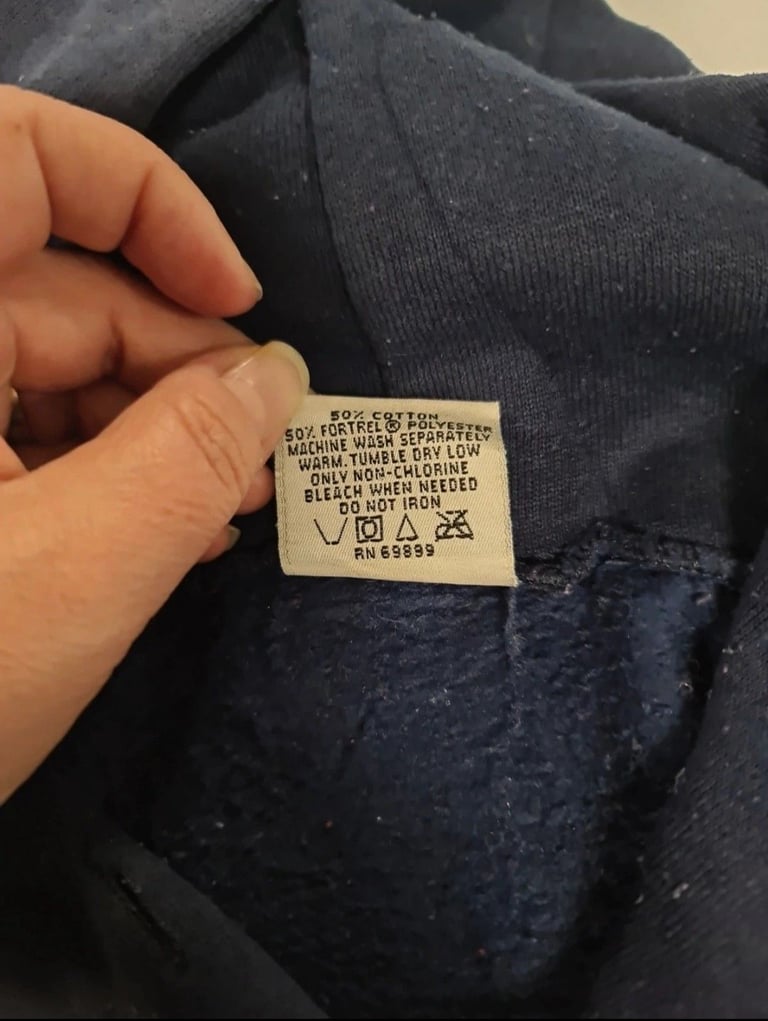 50% COTTON
50% FORTREL® POLYESTER
MACHINE WASH SEPARATELY
WARM. TUMBLE DRY LOW
ONLY NON-CHLORINE
BLEACH WHEN NEEDED
DO NOT IRON
RN 69899